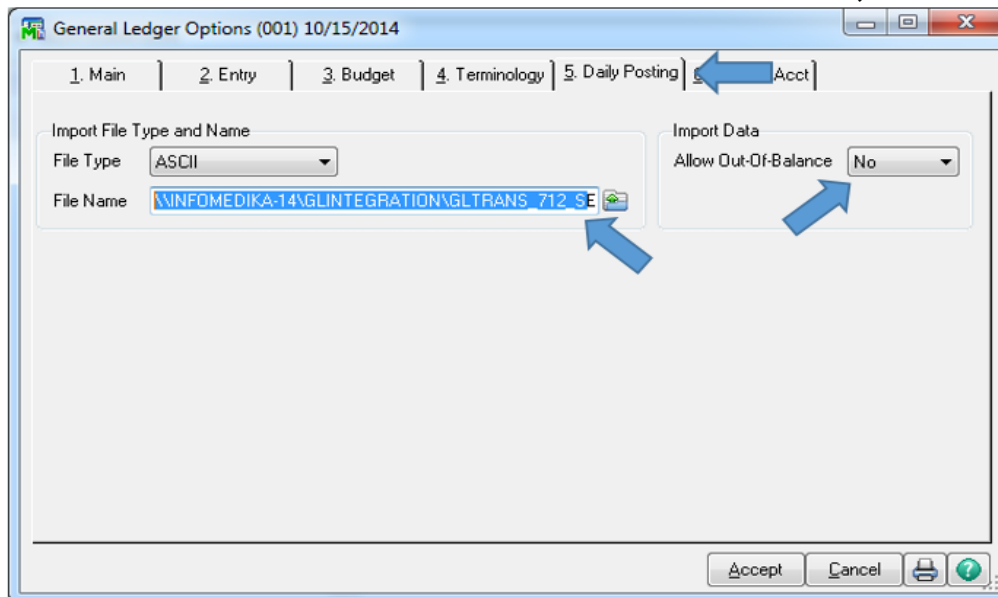 General Ledger Options (001) 10/15/2014
1. Main 2. Entry 3. Budget 4. Terminology 5. Daily Posting Acct
Import File Type and Name
File Type ASCII
File Name \\INFOMEDIKA-14\GLINTEGRATION\GLTRANS_712_SE
Import Data
Allow Out-Of-Balance No
Accept Cancel